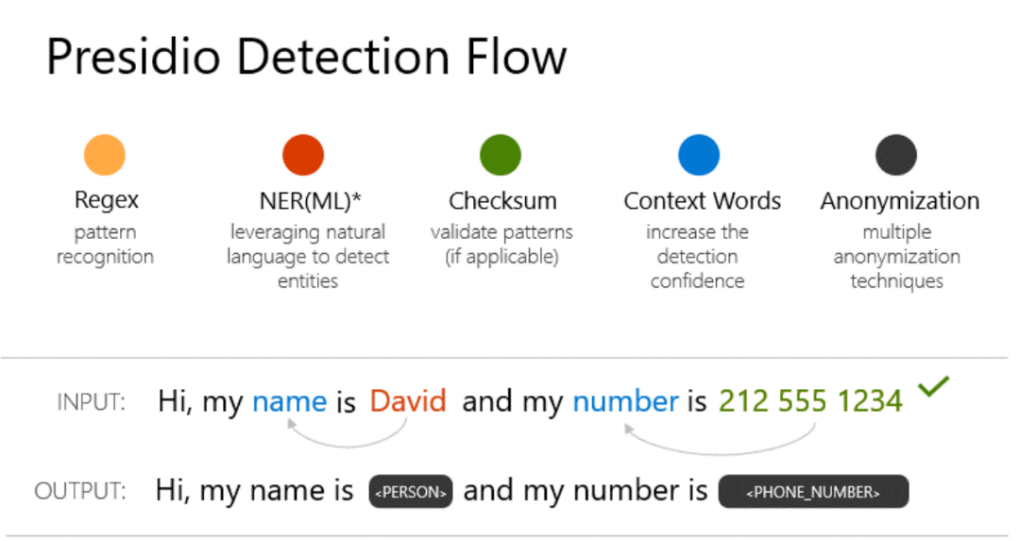 Presidio Detection Flow
Regex
pattern
recognition
NER(ML)*
leveraging natural
language to detect
entities
Checksum
validate patterns
(if applicable)
Context Words
increase the
detection
confidence
Anonymization
multiple
anonymization
techniques
INPUT: Hi, my name is David and my number is 212 555 1234
OUTPUT: Hi, my name is <PERSON> and my number is <PHONE_NUMBER>